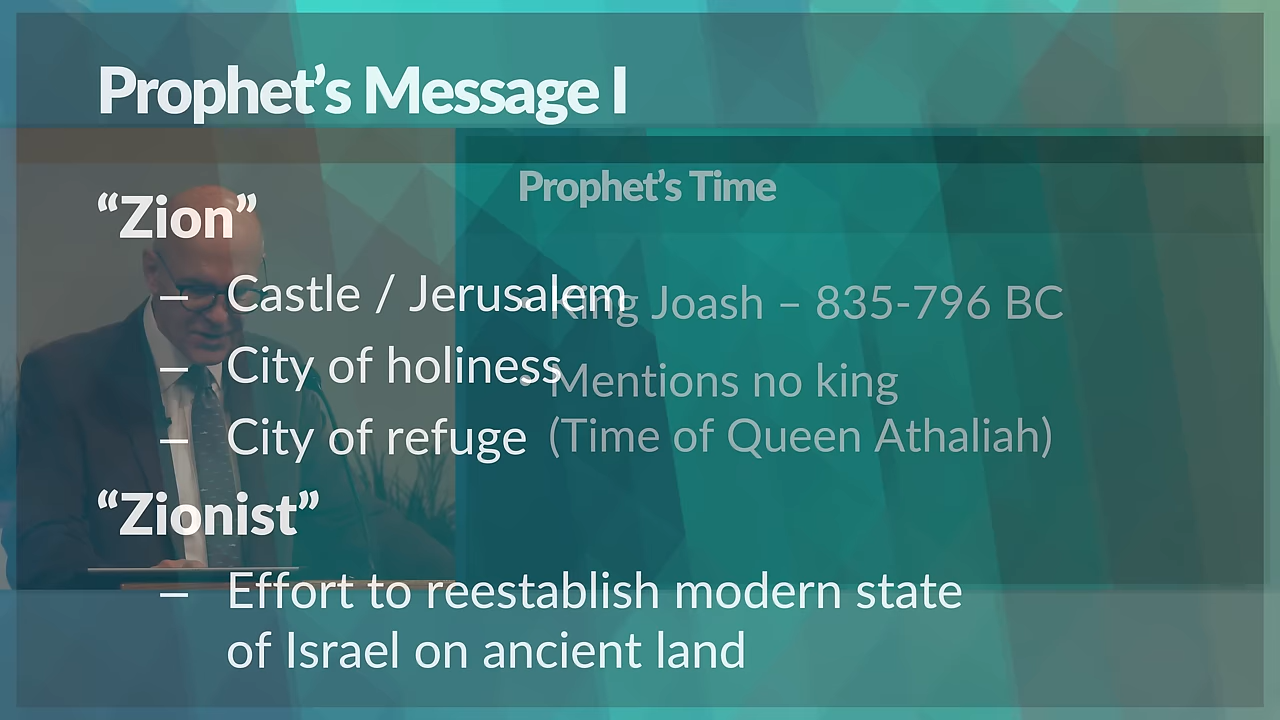 Prophet’s Message I
“Zion”
– Castle / Jerusalem
– City of holiness
– City of refuge
“Zionist”
– Effort to reestablish modern state
of Israel on ancient land
Prophet’s Time
• King Joash – 835-796 BC
• Mentions no king
(Time of Queen Athaliah)